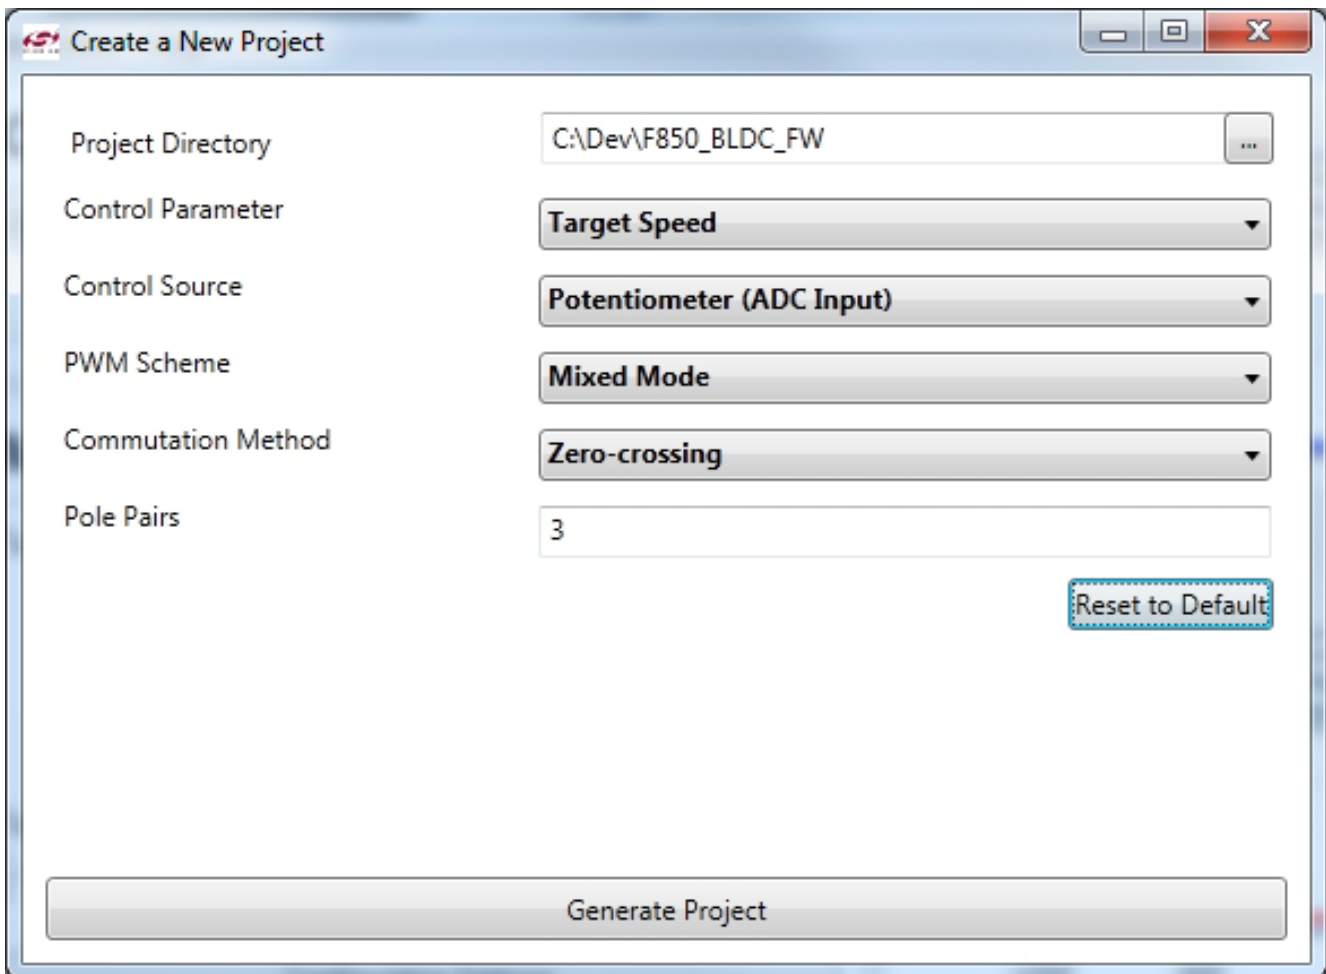 Create a New Project
Project Directory
C:\Dev\F850_BLDC_FW
...
Control Parameter
Target Speed
Control Source
Potentiometer (ADC Input)
PWM Scheme
Mixed Mode
Commutation Method
Zero-crossing
Pole Pairs
3
Reset to Default
Generate Project